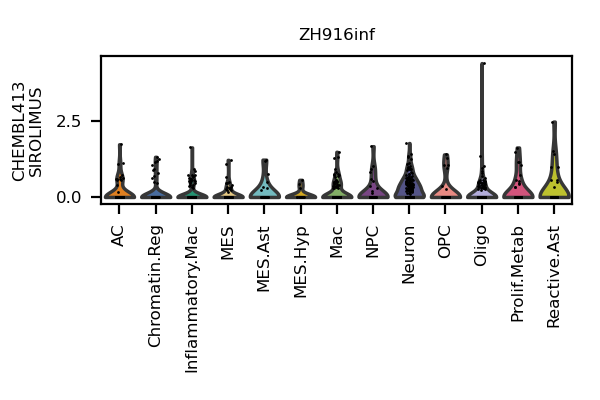 ZH916inf
CHEMBL413
SIROLIMUS
2.5
0.0
AC
Chromatin.Reg
Inflammatory.Mac
MES
MES.Ast
MES.Hyp
Mac
NPC
Neuron
OPC
Oligo
Prolif.Metab
Reactive.Ast